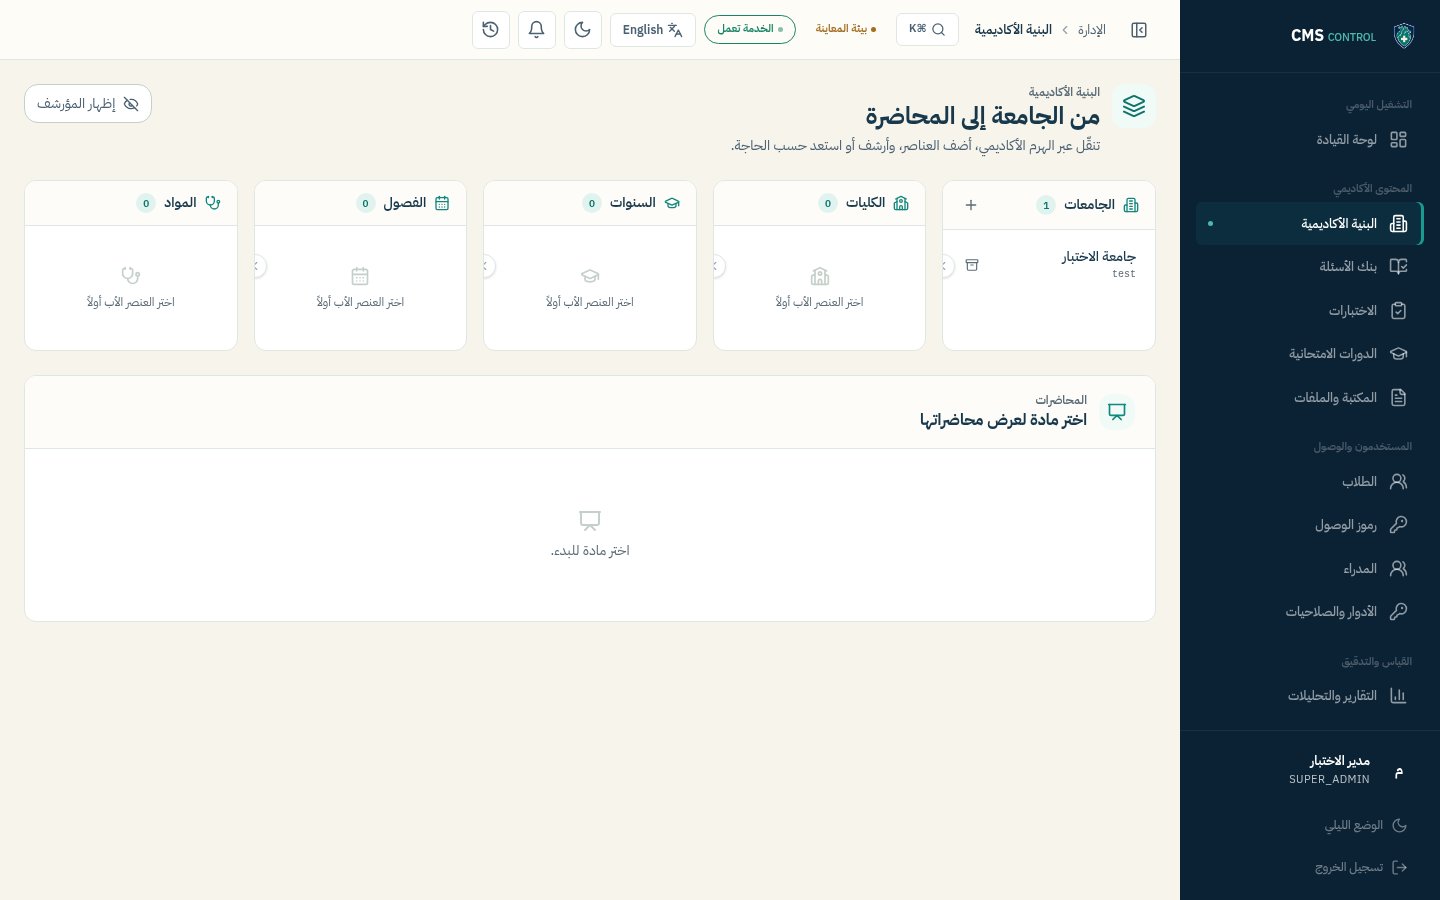 CMS CONTROL
التشغيل اليومي
لوحة القيادة
المحتوى الأكاديمي
البنية الأكاديمية
بنك الأسئلة
الاختبارات
الدورات الامتحانية
المكتبة والملفات
المستخدمون والوصول
الطلاب
رموز الوصول
المدراء
الأدوار والصلاحيات
القياس والتدقيق
التقارير والتحليلات
م
مدير الاختبار
SUPER_ADMIN
الوضع الليلي
تسجيل الخروج
الإدارة
البنية الأكاديمية
⌘K
بيئة المعاينة
الخدمة تعمل
English
البنية الأكاديمية
من الجامعة إلى المحاضرة
تنقّل عبر الهرم الأكاديمي، أضف العناصر، وأرشف أو استعد حسب الحاجة.
إظهار المؤرشف
الجامعات 1
جامعة الاختبار
test
الكليات 0
اختر العنصر الأب أولاً
السنوات 0
اختر العنصر الأب أولاً
الفصول 0
اختر العنصر الأب أولاً
المواد 0
اختر العنصر الأب أولاً
المحاضرات
اختر مادة لعرض محاضراتها
اختر مادة للبدء.